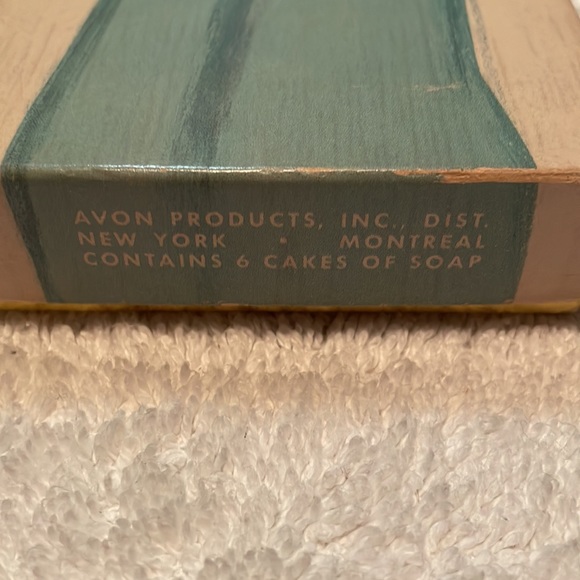 AVON PRODUCTS, INC., DIST.
NEW YORK • MONTREAL
CONTAINS 6 CAKES OF SOAP